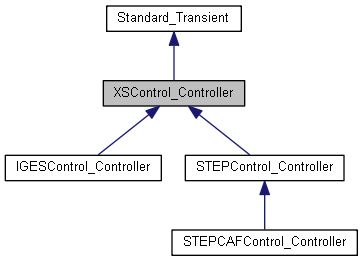 Standard_Transient
XSControl_Controller
IGESControl_Controller
STEPControl_Controller
STEPCAFControl_Controller